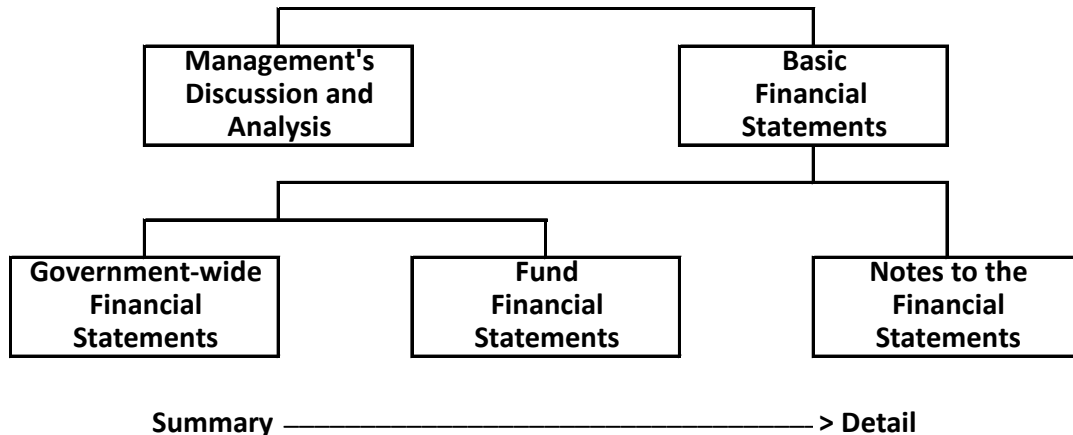 Management's
Discussion and
Analysis
Basic
Financial
Statements
Government-wide
Financial
Statements
Fund
Financial
Statements
Notes to the
Financial
Statements
Summary > Detail